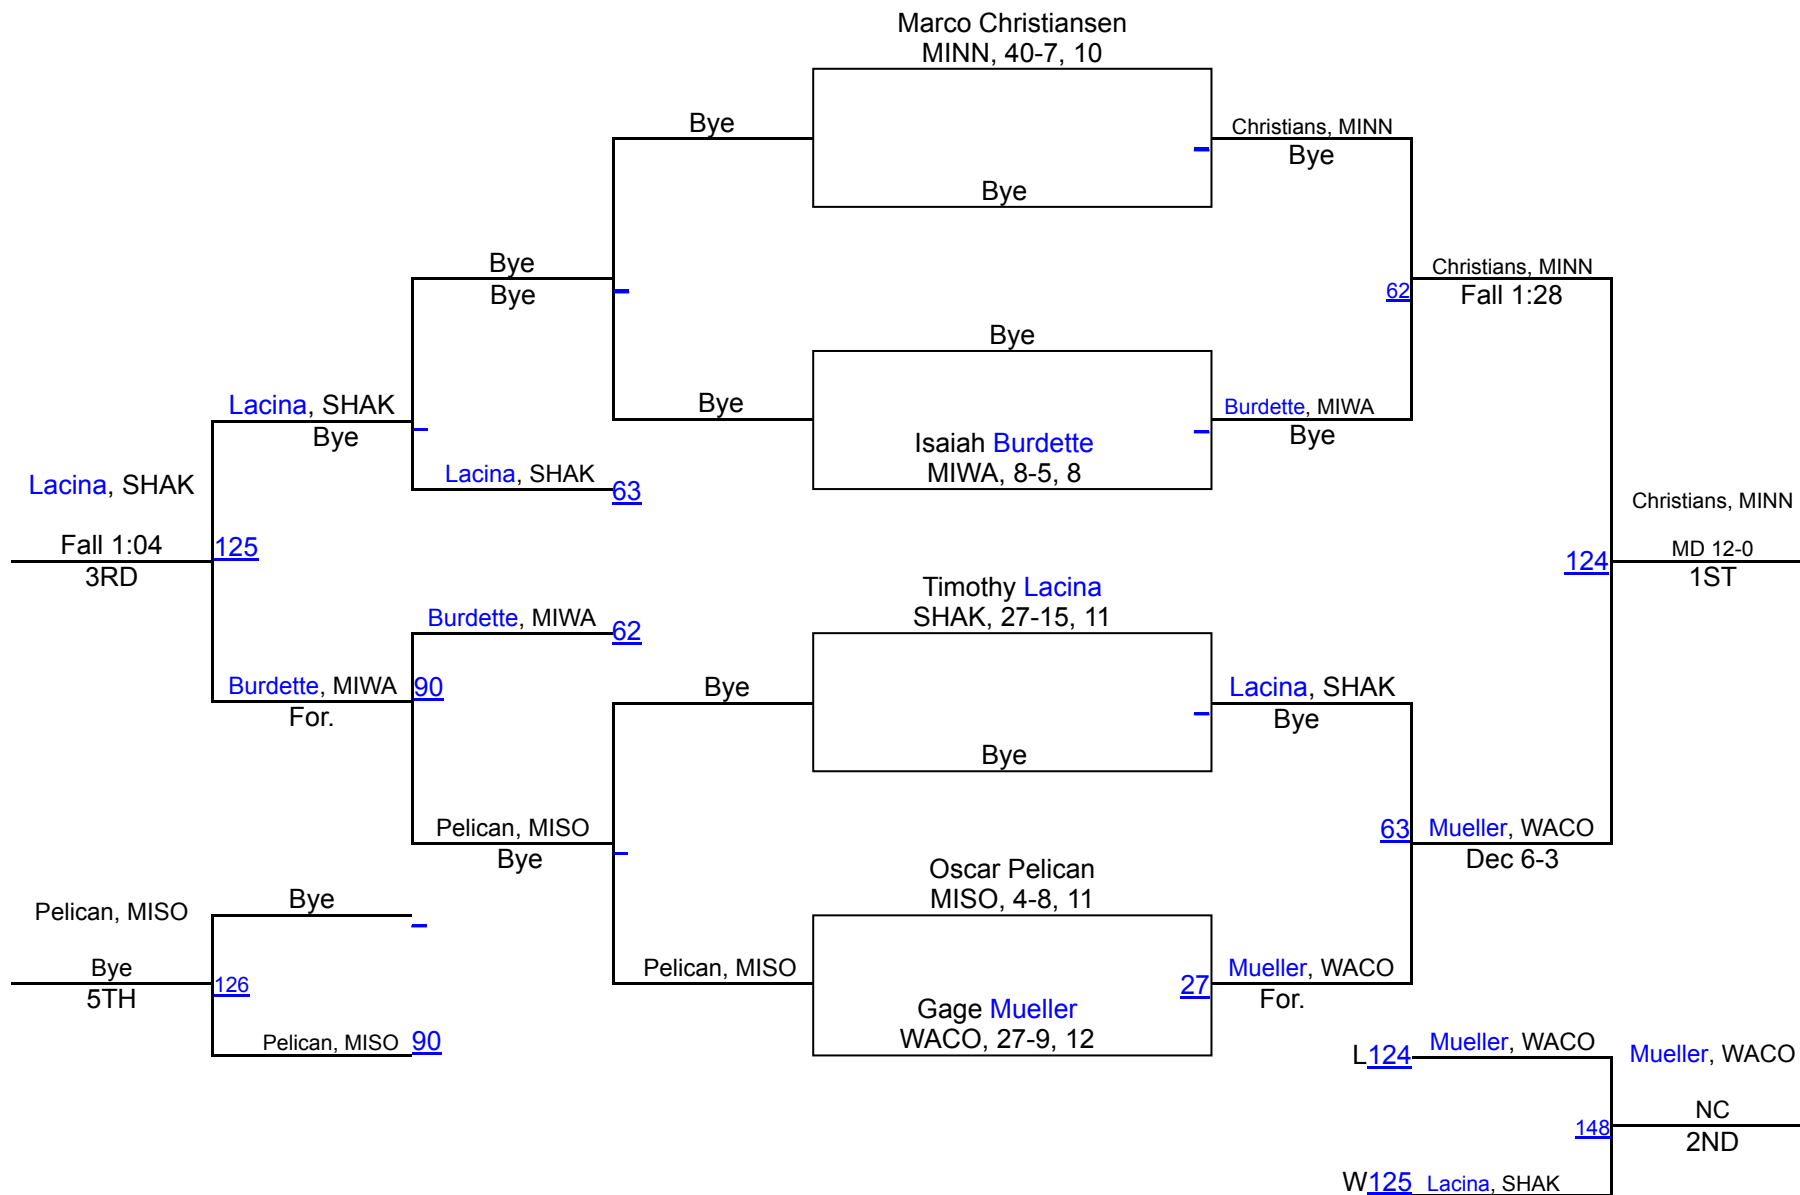 Marco Christiansen
MINN, 40-7, 10
Bye
Christians, MINN
Bye
Bye
Bye
Bye
Christians, MINN
62
Fall 1:28
Bye
Lacina, SHAK
Bye
Bye
Burdette, MIWA
Bye
Isaiah Burdette
MIWA, 8-5, 8
Lacina, SHAK
63
Lacina, SHAK
Christians, MINN
Fall 1:04
125
3RD
124
MD 12-0
1ST
Timothy Lacina
SHAK, 27-15, 11
Burdette, MIWA
62
Burdette, MIWA
90
For.
Bye
Lacina, SHAK
Bye
Bye
Pelican, MISO
Bye
63
Mueller, WACO
Dec 6-3
Oscar Pelican
MISO, 4-8, 11
Pelican, MISO
Bye
Bye
126
5TH
Pelican, MISO
Mueller, WACO
27
For.
Gage Mueller
WACO, 27-9, 12
Pelican, MISO
90
L124
Mueller, WACO
Mueller, WACO
NC
148
2ND
W125
Lacina, SHAK